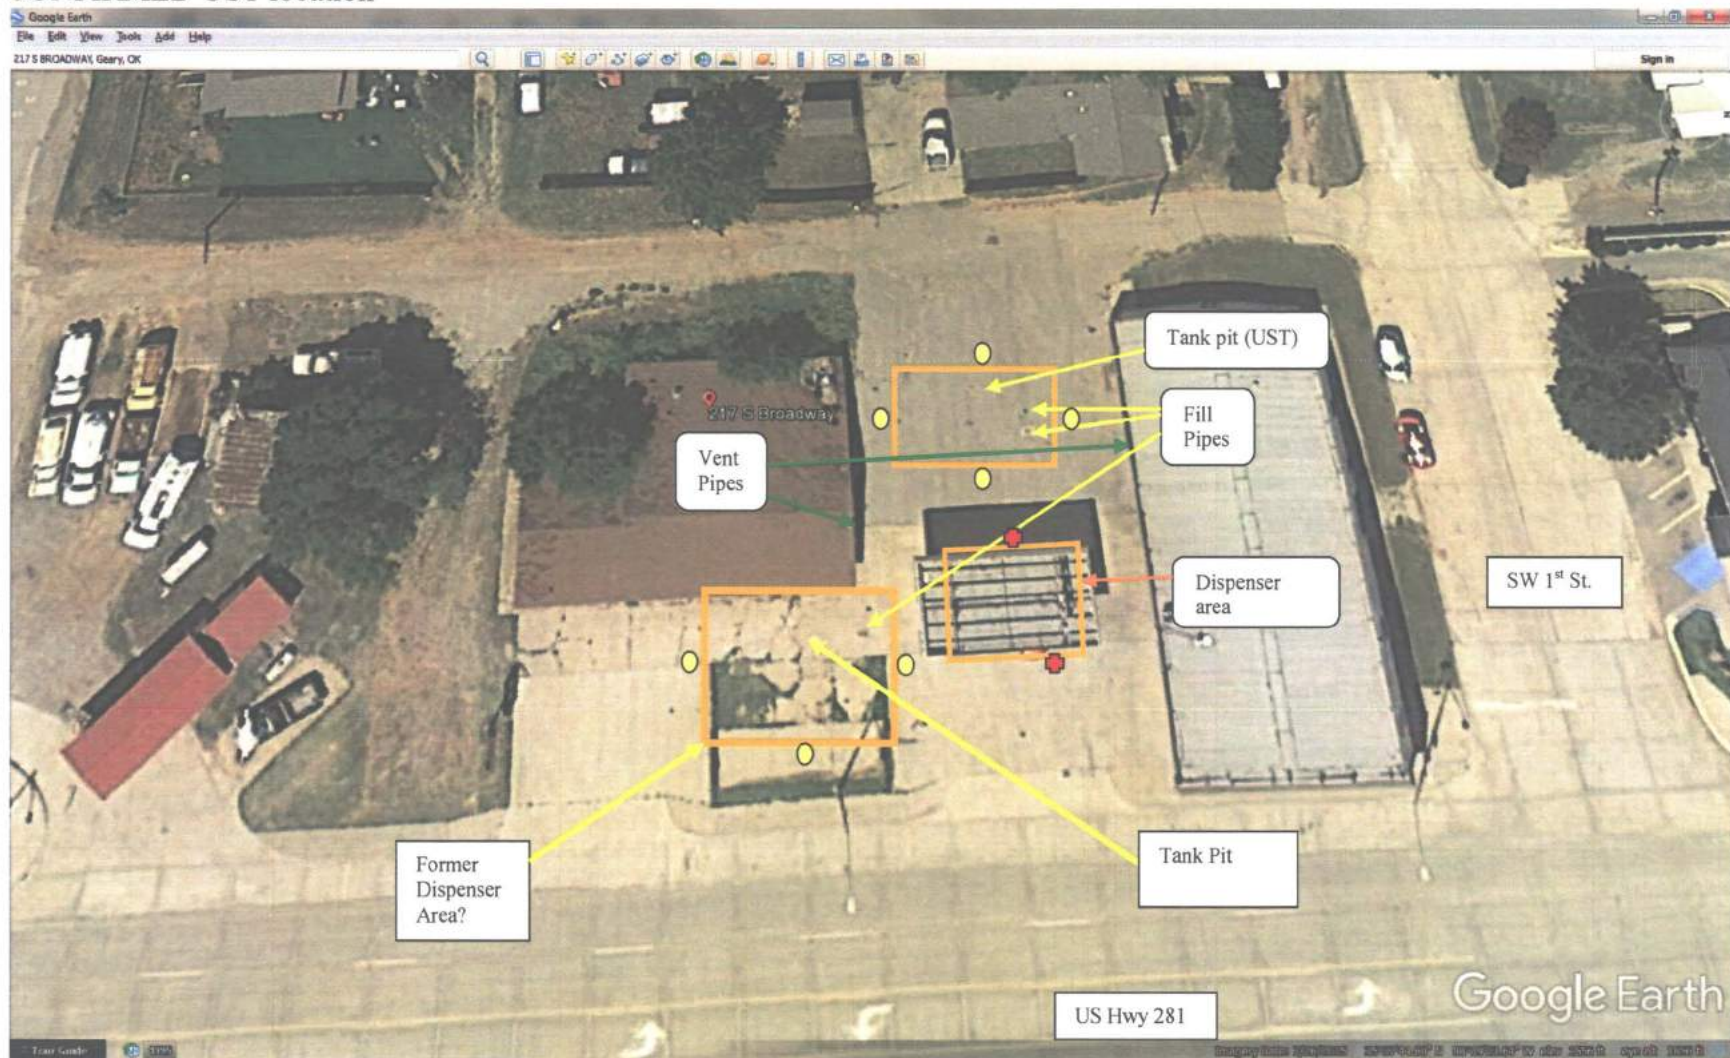 Google Earth
File Edit View Tools Add Help
217 S BROADWAY, Geary, OK
Sign in
Tank pit (UST)
217 S Broadway
Fill
Pipes
Vent
Pipes
Dispenser
area
SW 1st St.
Former
Dispenser
Area?
Tank Pit
US Hwy 281
Google Earth
Tour Guide